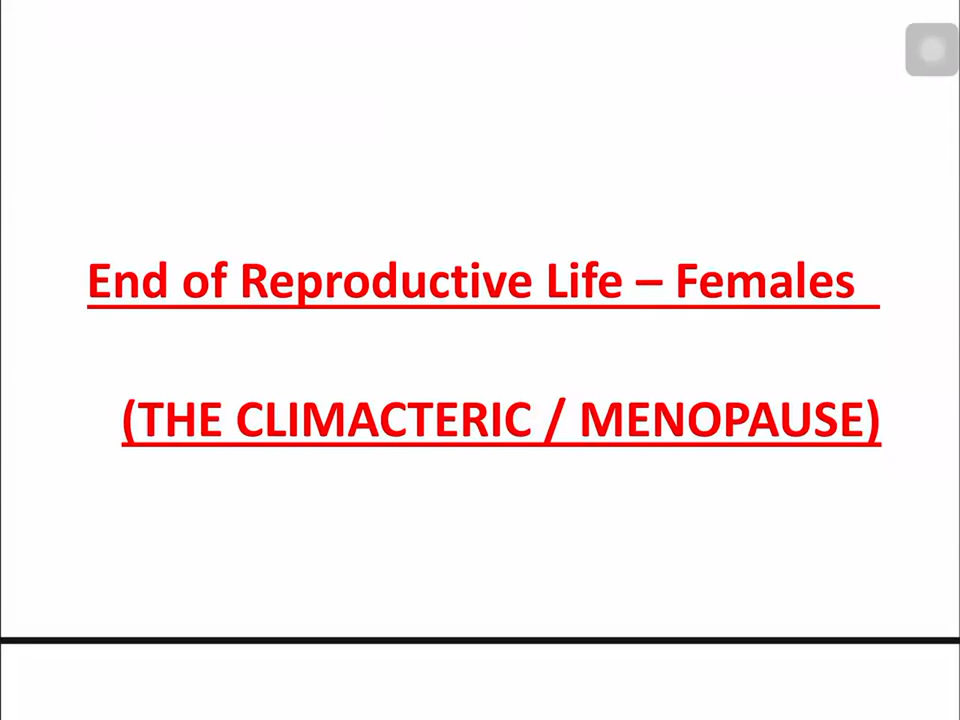 End of Reproductive Life – Females
(THE CLIMACTERIC / MENOPAUSE)